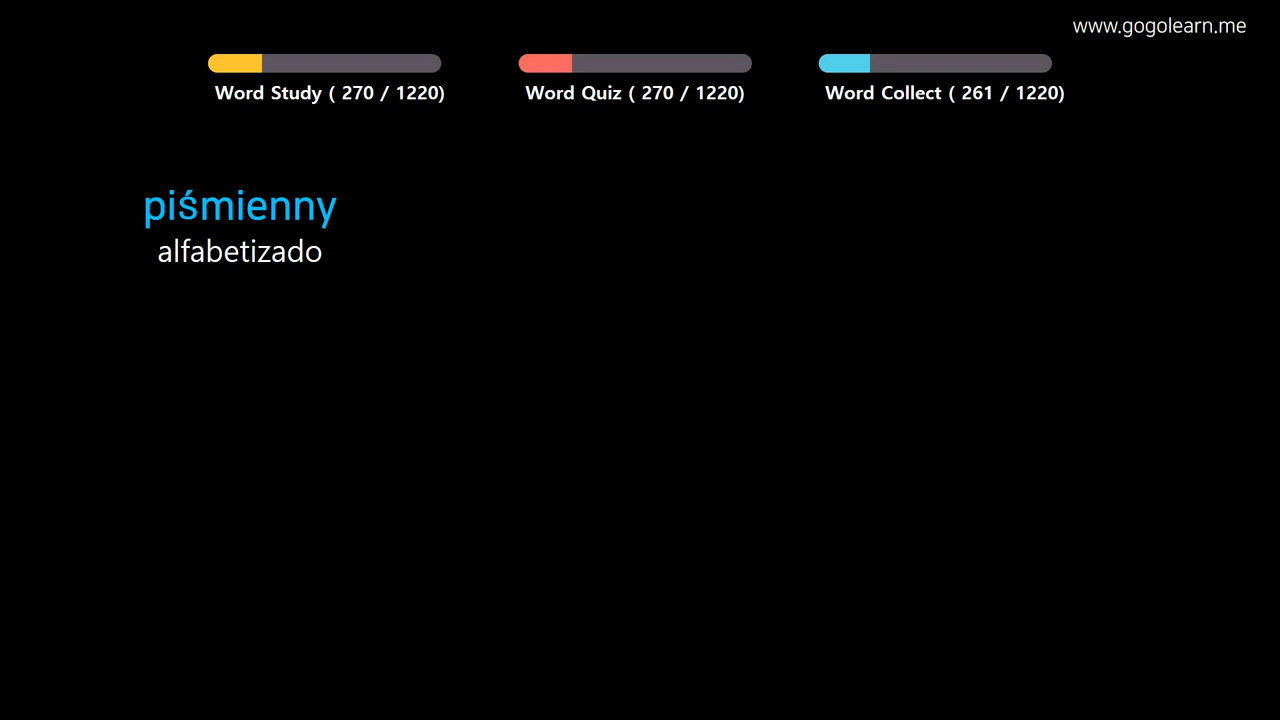 www.gogolearn.me
Word Study ( 270 / 1220)
Word Quiz ( 270 / 1220)
Word Collect ( 261 / 1220)
piśmienny
alfabetizado